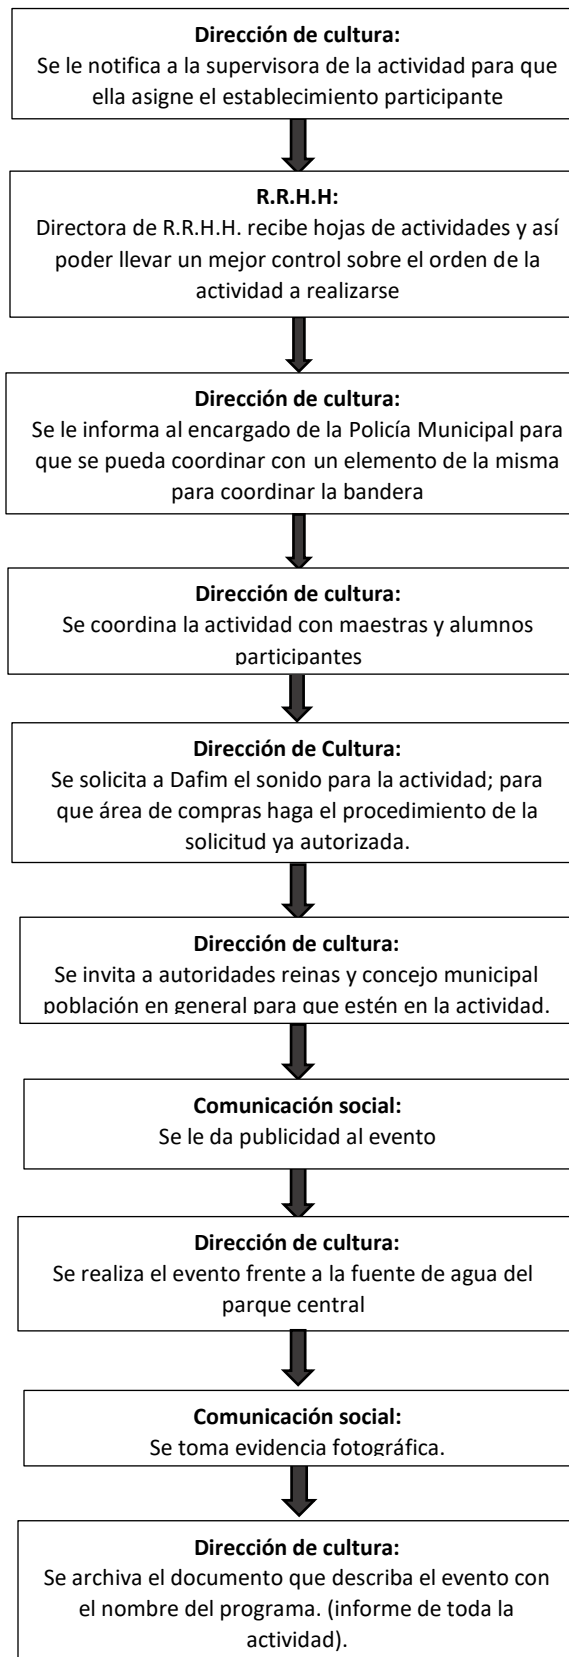 Dirección de cultura:
Se le notifica a la supervisora de la actividad para que
ella asigne el establecimiento participante
R.R.H.H:
Directora de R.R.H.H. recibe hojas de actividades y así
poder llevar un mejor control sobre el orden de la
actividad a realizarse
Dirección de cultura:
Se le informa al encargado de la Policía Municipal para
que se pueda coordinar con un elemento de la misma
para coordinar la bandera
Dirección de cultura:
Se coordina la actividad con maestras y alumnos
participantes
Dirección de Cultura:
Se solicita a Dafim el sonido para la actividad; para
que área de compras haga el procedimiento de la
solicitud ya autorizada.
Dirección de cultura:
Se invita a autoridades reinas y concejo municipal
población en general para que estén en la actividad.
Comunicación social:
Se le da publicidad al evento
Dirección de cultura:
Se realiza el evento frente a la fuente de agua del
parque central
Comunicación social:
Se toma evidencia fotográfica.
Dirección de cultura:
Se archiva el documento que describa el evento con
el nombre del programa. (informe de toda la
actividad).